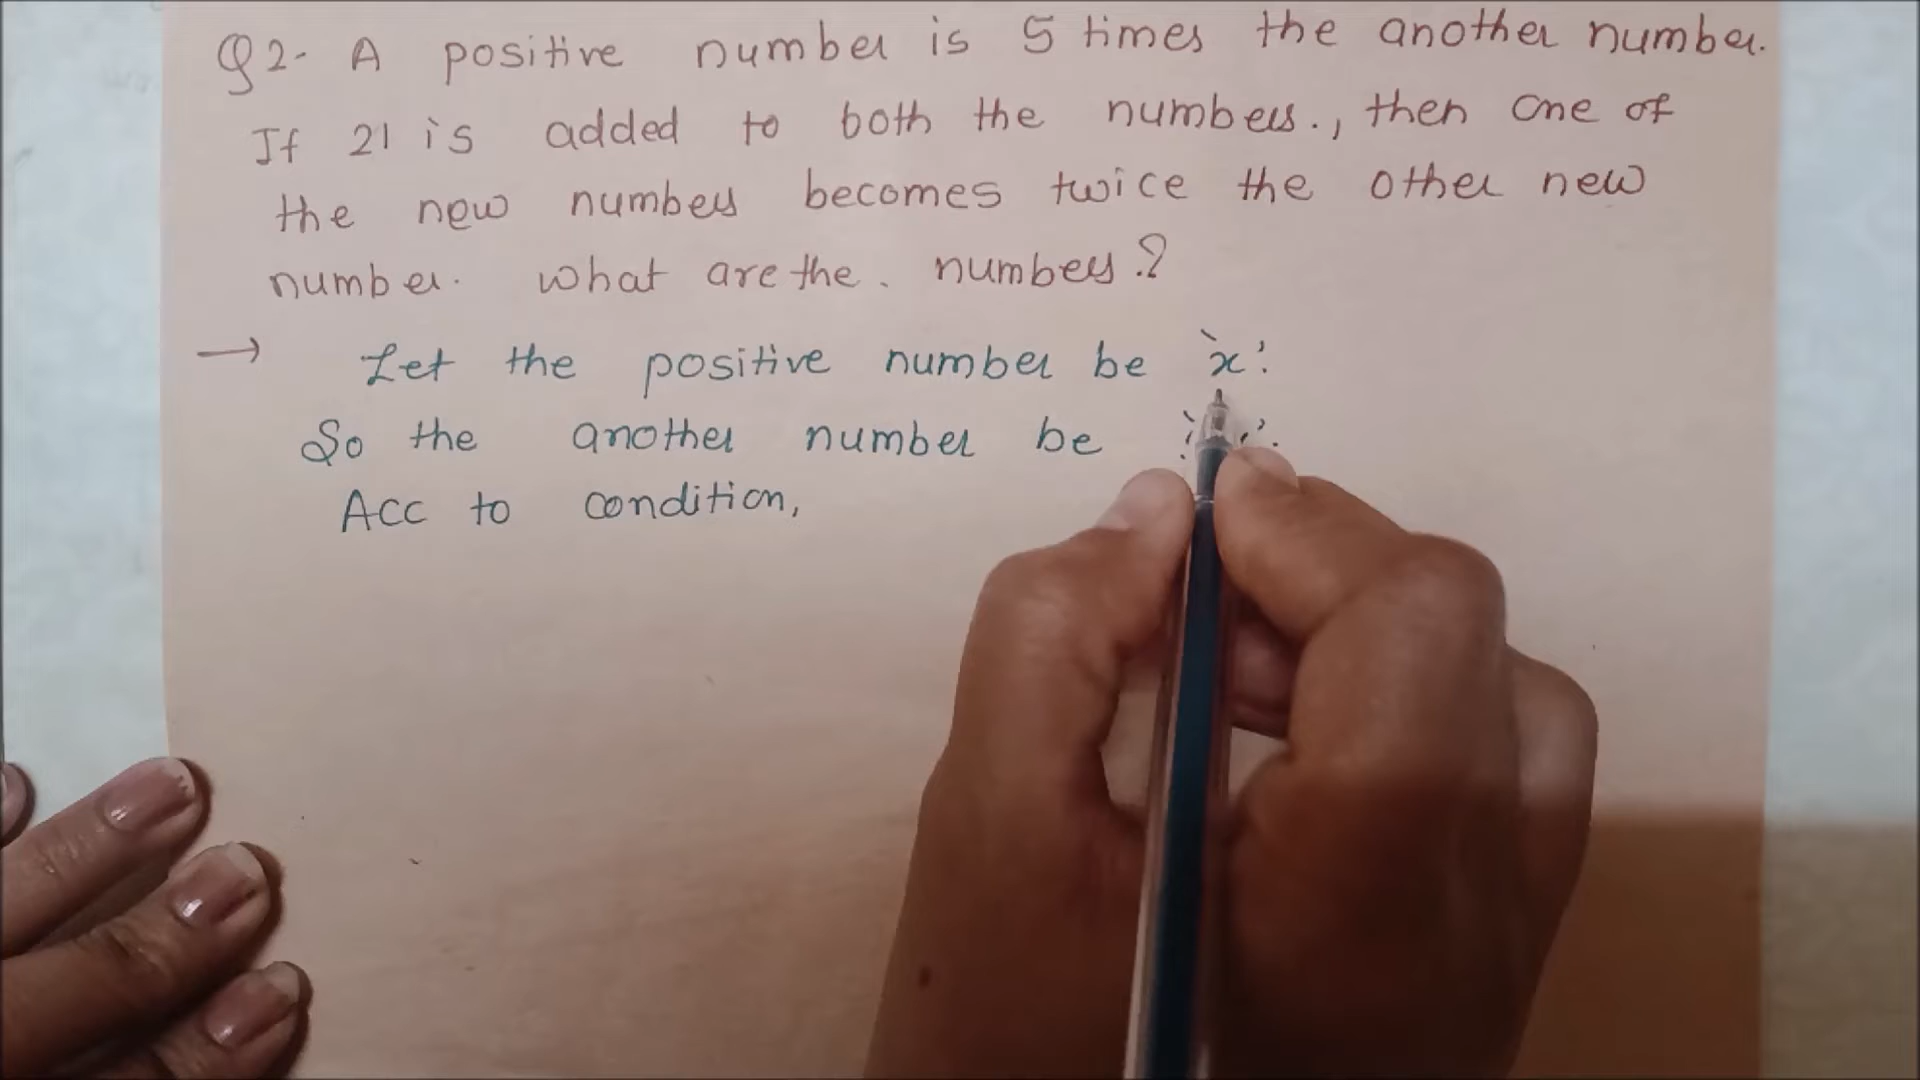 Q2- A positive number is 5 times the another number.
If 21 is added to both the numbers., then one of
the new numbers becomes twice the other new
number. what are the. numbers?
→ Let the positive number be 'x'.
So the another number be
Acc to condition,